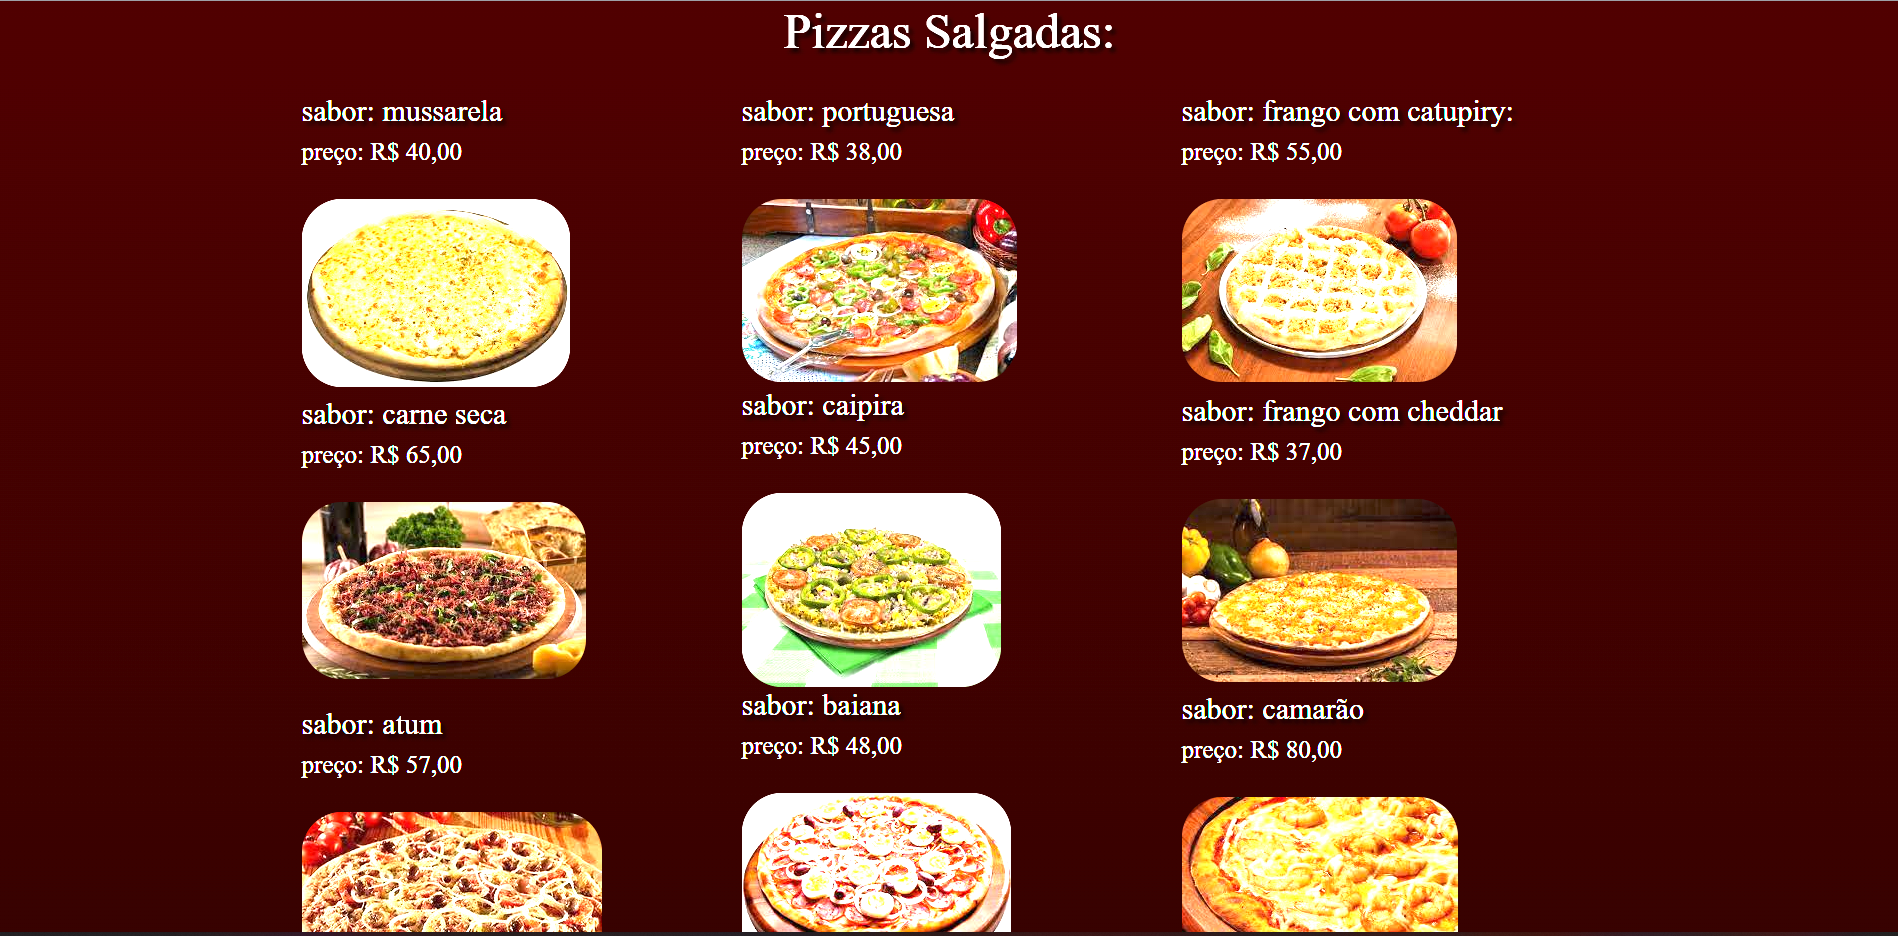 Pizzas Salgadas:
sabor: mussarela
preço: R$ 40,00
sabor: portuguesa
preço: R$ 38,00
sabor: frango com catupiry:
preço: R$ 55,00
sabor: carne seca
preço: R$ 65,00
sabor: caipira
preço: R$ 45,00
sabor: frango com cheddar
preço: R$ 37,00
sabor: atum
preço: R$ 57,00
sabor: baiana
preço: R$ 48,00
sabor: camarão
preço: R$ 80,00